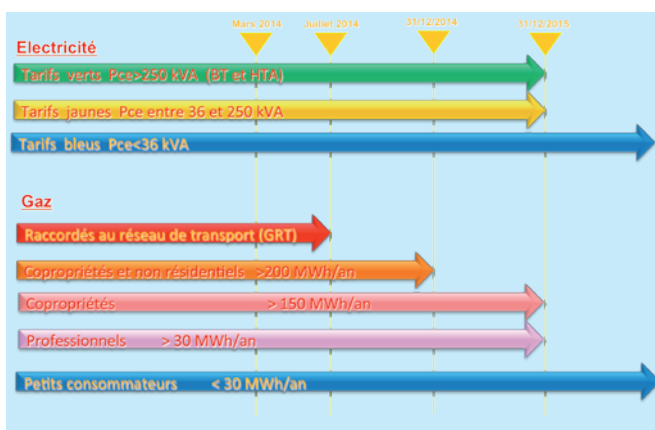 Mars 2014 Juillet 2014 31/12/2014 31/12/2015
Electricité
Tarifs verts Pce>250 kVA (BT et HTA)
Tarifs jaunes Pce entre 36 et 250 kVA
Tarifs bleus Pce<36 kVA
Gaz
Raccordés au réseau de transport (GRT)
Copropriétés et non résidentiels >200 MWh/an
Copropriétés > 150 MWh/an
Professionnels > 30 MWh/an
Petits consommateurs < 30 MWh/an